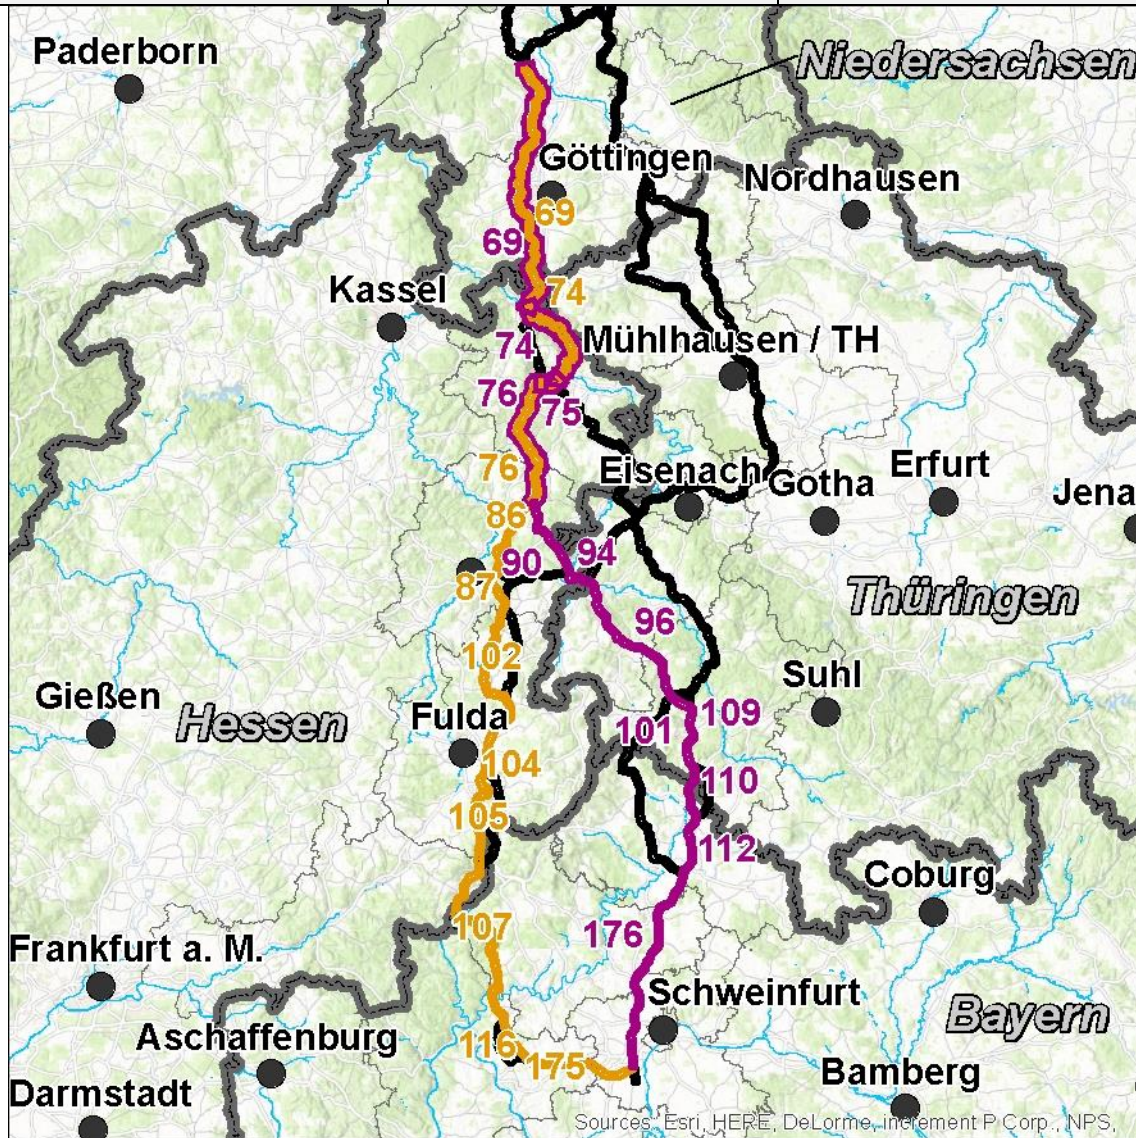 Paderborn
Niedersachsen
Göttingen
Nordhausen
69
69
Kassel
74
74
Mühlhausen / TH
76
75
76
Eisenach
Gotha
Erfurt
Jena
86
90
94
87
Thüringen
96
102
Suhl
Gießen
Hessen
Fulda
101
109
104
110
105
112
Coburg
107
176
Frankfurt a. M.
Schweinfurt
Bayern
Aschaffenburg
116
175
Bamberg
Darmstadt
Sources: Esri, HERE, DeLorme, increment P Corp., NPS,